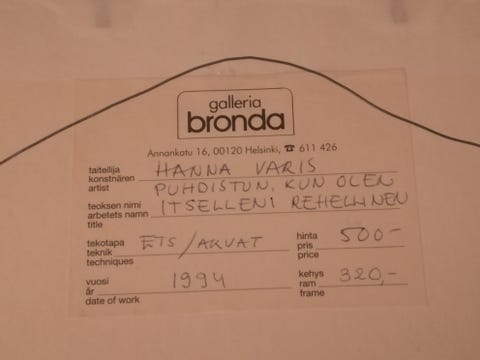 galleria
bronda
Annankatu 16, 00120 Helsinki, ☎ 611 426
taiteilija
konstnären HANNA VARIS
artist PUHDISTUN, KUN OLEN
teoksen nimi
arbetets namn ITSELLENI REHELLINEN
title
tekotapa
teknik ETS/AKVAT
techniques
hinta
pris 500-
price
vuosi
år 1994
date of work
kehys
ram 320,-
frame